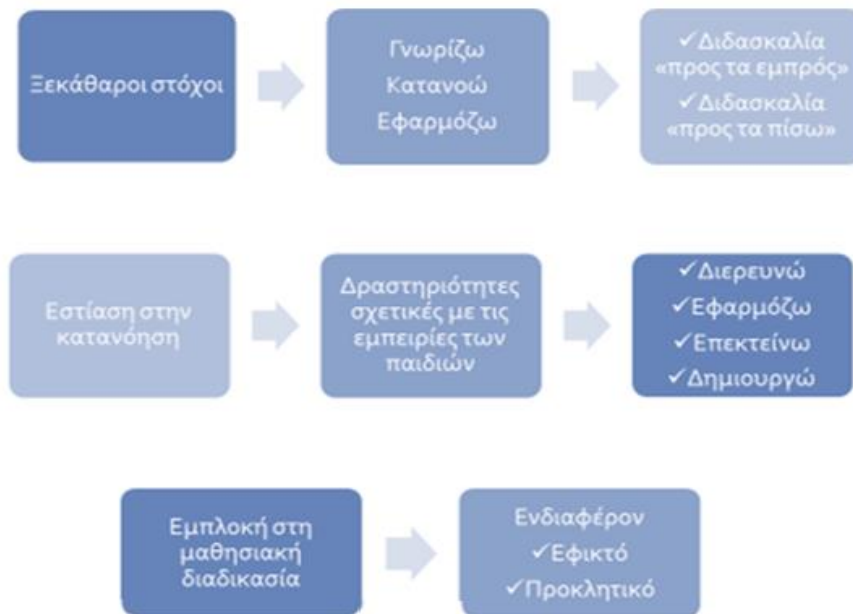 Ξεκάθαροι στόχοι
Γνωρίζω
Κατανοώ
Εφαρμόζω
✓Διδασκαλία
«προς τα εμπρός»
✓Διδασκαλία
«προς τα πίσω»
Εστίαση στην
κατανόηση
Δραστηριότητες
σχετικές με τις
εμπειρίες των
παιδιών
✓Διερευνώ
✓Εφαρμόζω
✓Επεκτείνω
✓Δημιουργώ
Εμπλοκή στη
μαθησιακή
διαδικασία
Ενδιαφέρον
✓Εφικτό
✓Προκλητικό